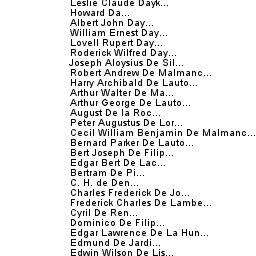 Leslie Claude Dayk...
Howard Da...
Albert John Day...
William Ernest Day...
Lovell Rupert Day...
Roderick Wilfred Day...
Joseph Aloysius De Sil...
Robert Andrew De Malmanc...
Harry Archibald De Lauto...
Arthur Walter De Ma...
Arthur George De Lauto...
August De la Roc...
Peter Augustus De Lor...
Cecil William Benjamin De Malmanc...
Bernard Parker De Lauto...
Bert Joseph De Filip...
Edgar Bert De Lac...
Bertram De Pi...
C. H. de Den...
Charles Frederick De Jo...
Frederick Charles De Lambe...
Cyril De Ren...
Dominico De Filip...
Edgar Lawrence De La Hun...
Edmund De Jardi...
Edwin Wilson De Lis...